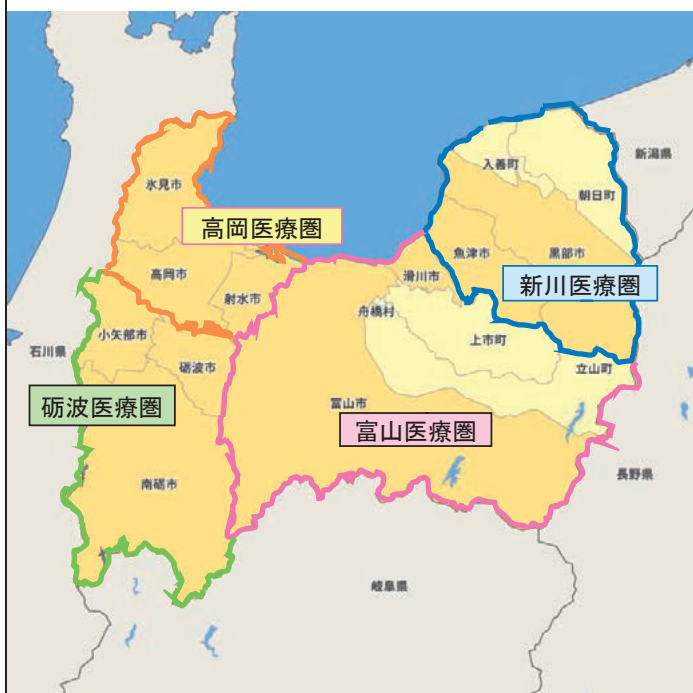 氷見市
入善町
新潟県
朝日町
高岡医療圏
魚津市
黒部市
高岡市
滑川市
新川医療圏
射水市
舟橋村
小矢部市
上市町
石川県
砺波市
立山町
砺波医療圏
富山市
富山医療圏
長野県
南砺市
岐阜県